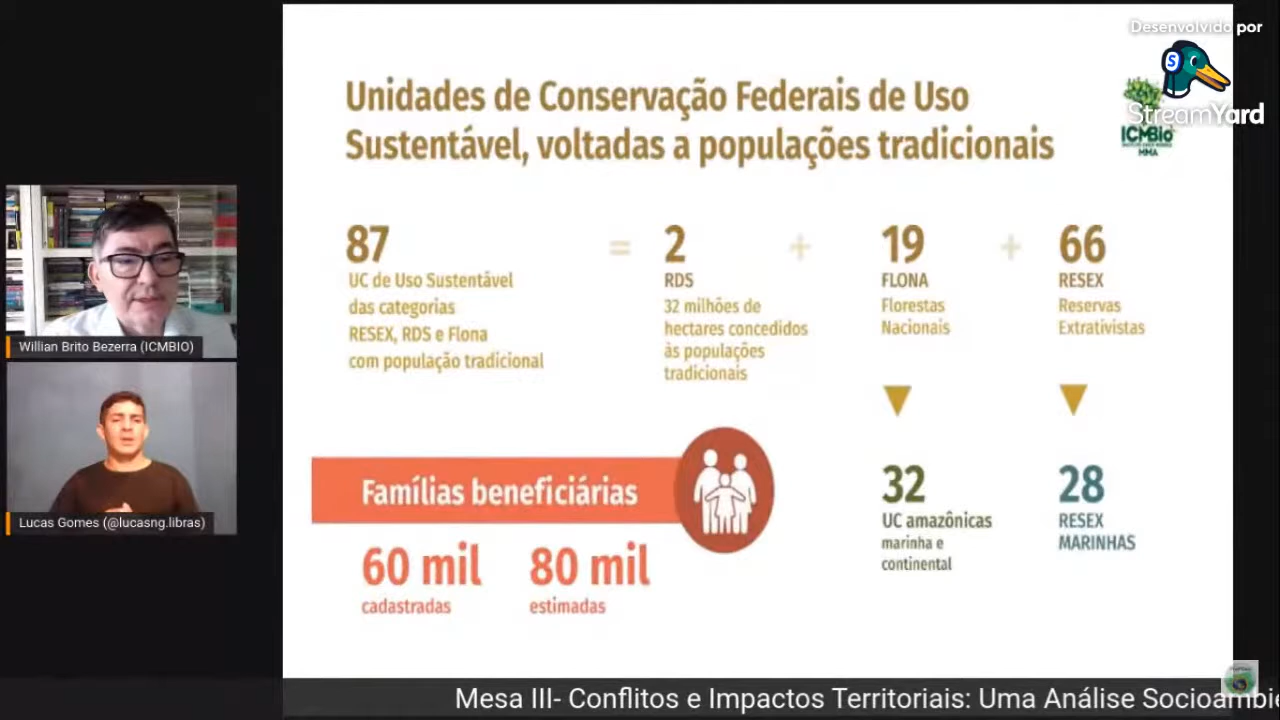 Desenvolvido por
StreamYard
Unidades de Conservação Federais de Uso
Sustentável, voltadas a populações tradicionais
ICMBio
MMA
87
UC de Uso Sustentável
das categorias
RESEX, RDS e Flona
com população tradicional
=
2
RDS
32 milhões de
hectares concedidos
às populações
tradicionais
+
19
FLONA
Florestas
Nacionais
+
66
RESEX
Reservas
Extrativistas
32
UC amazônicas
marinha e
continental
28
RESEX
MARINHAS
Famílias beneficiárias
60 mil
cadastradas
80 mil
estimadas
Willian Brito Bezerra (ICMBIO)
Lucas Gomes (@lucasng.libras)
Mesa III- Conflitos e Impactos Territoriais: Uma Análise Socioambie